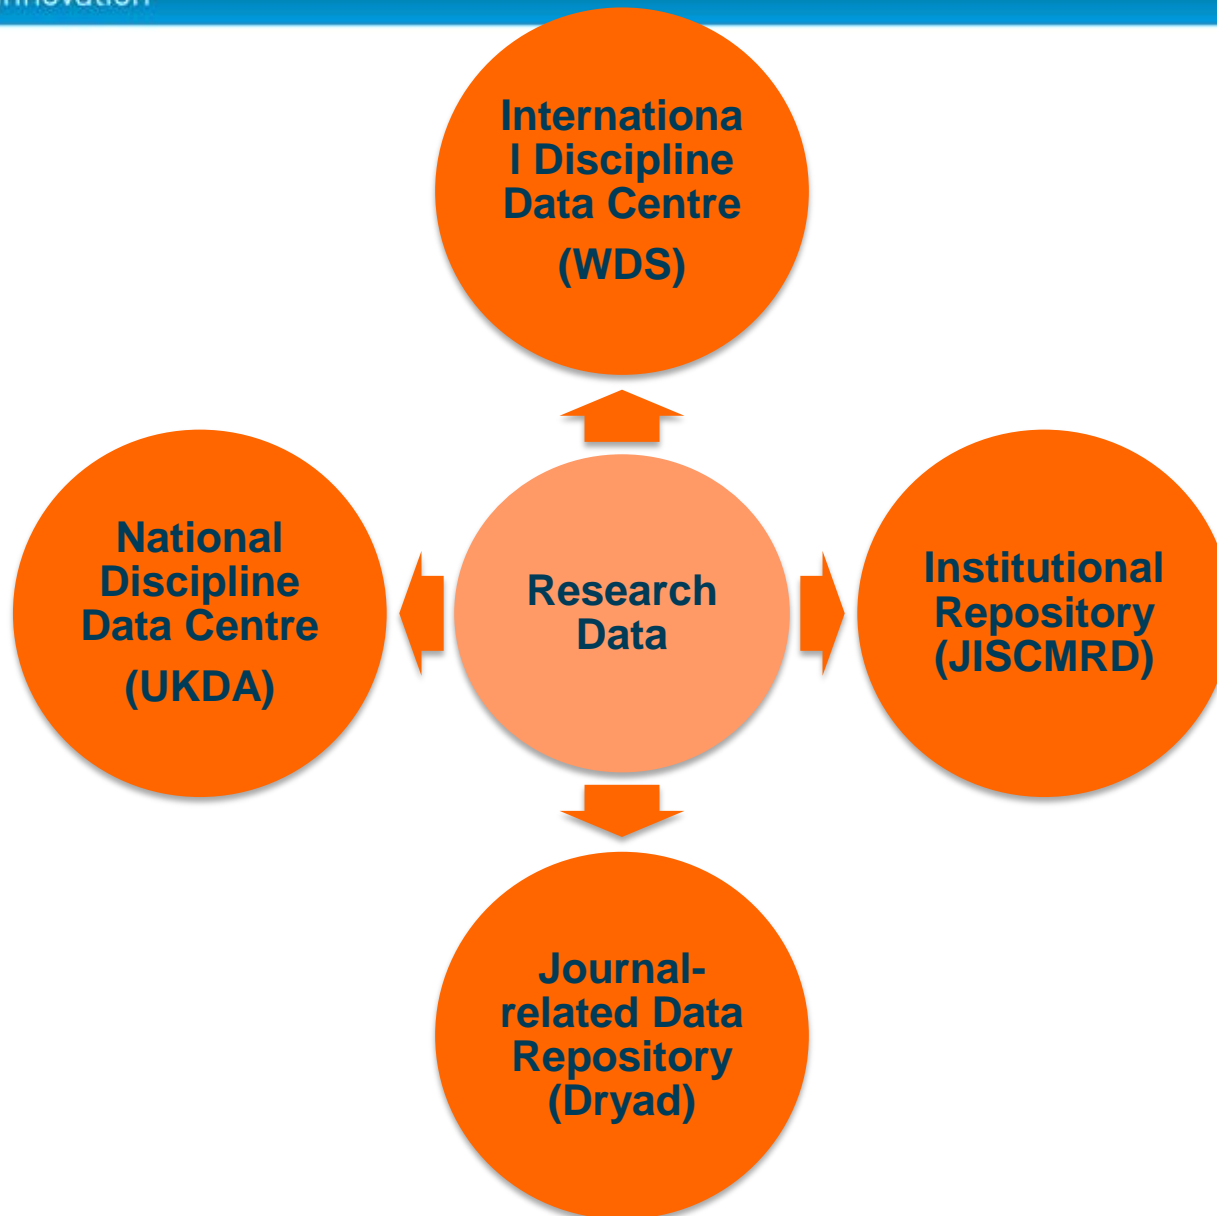 Internationa
l Discipline
Data Centre
(WDS)
National
Discipline
Data Centre
(UKDA)
Research
Data
Institutional
Repository
(JISCMRD)
Journal-
related Data
Repository
(Dryad)